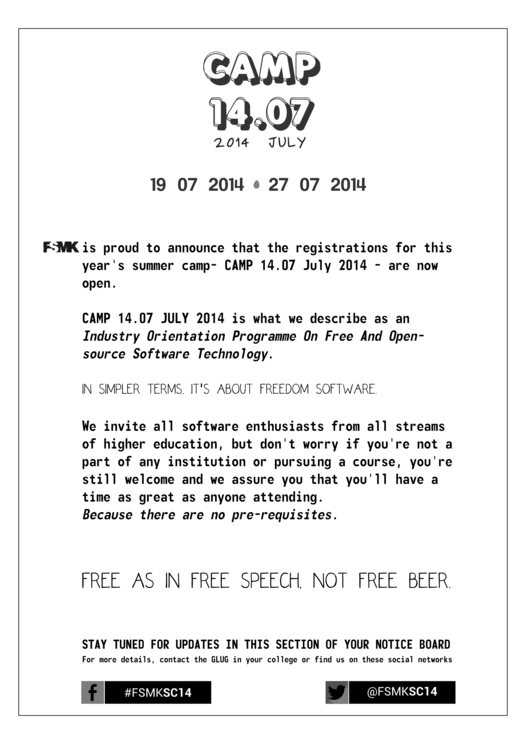 CAMP
14.07
2014 JULY
19 07 2014 • 27 07 2014
FSMK is proud to announce that the registrations for this
year's summer camp- CAMP 14.07 July 2014 - are now
open.
CAMP 14.07 JULY 2014 is what we describe as an
Industry Orientation Programme On Free And Open-
source Software Technology.
IN SIMPLER TERMS, IT'S ABOUT FREEDOM SOFTWARE.
We invite all software enthusiasts from all streams
of higher education, but don't worry if you're not a
part of any institution or pursuing a course, you're
still welcome and we assure you that you'll have a
time as great as anyone attending.
Because there are no pre-requisites.
FREE AS IN FREE SPEECH, NOT FREE BEER.
STAY TUNED FOR UPDATES IN THIS SECTION OF YOUR NOTICE BOARD
For more details, contact the GLUG in your college or find us on these social networks
f #FSMKSC14
@FSMKSC14